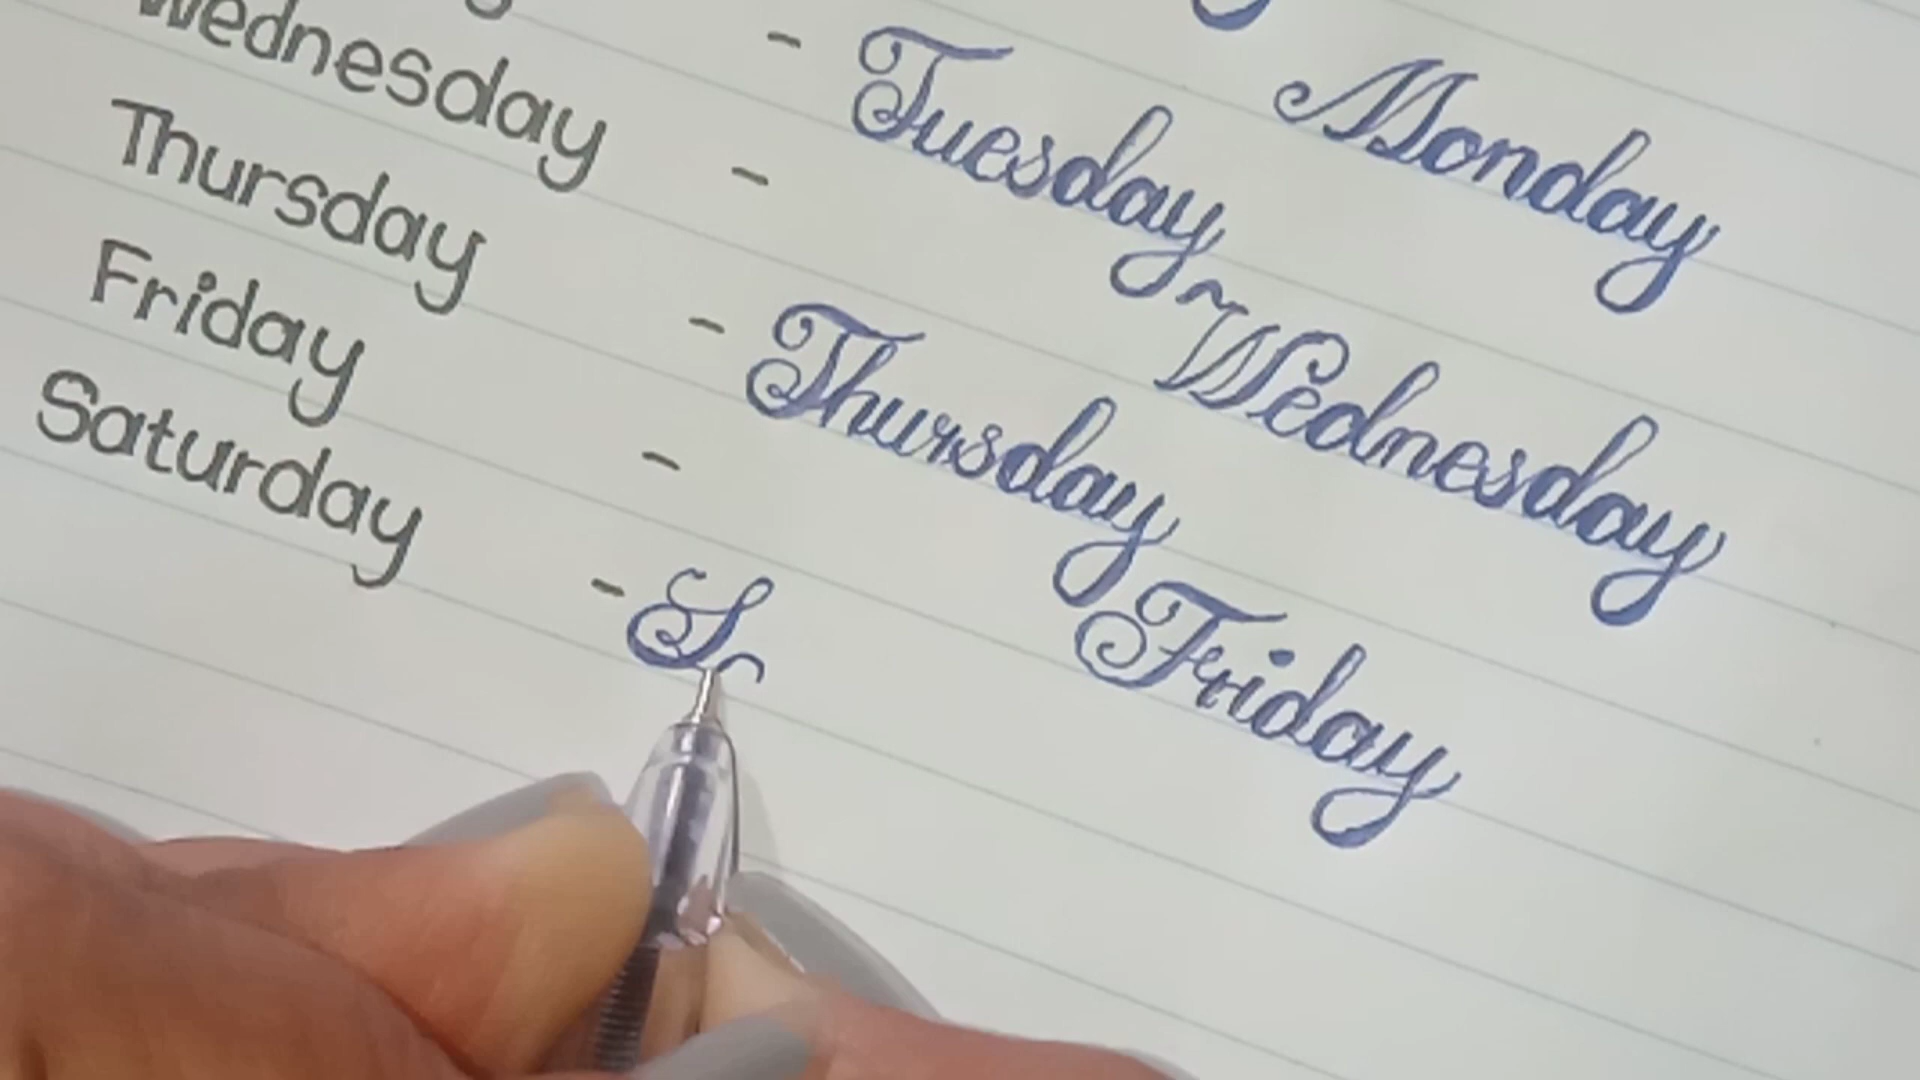 Monday
- Tuesday
Wednesday - Wednesday
Thursday - Thursday
Friday - Friday
Saturday - S